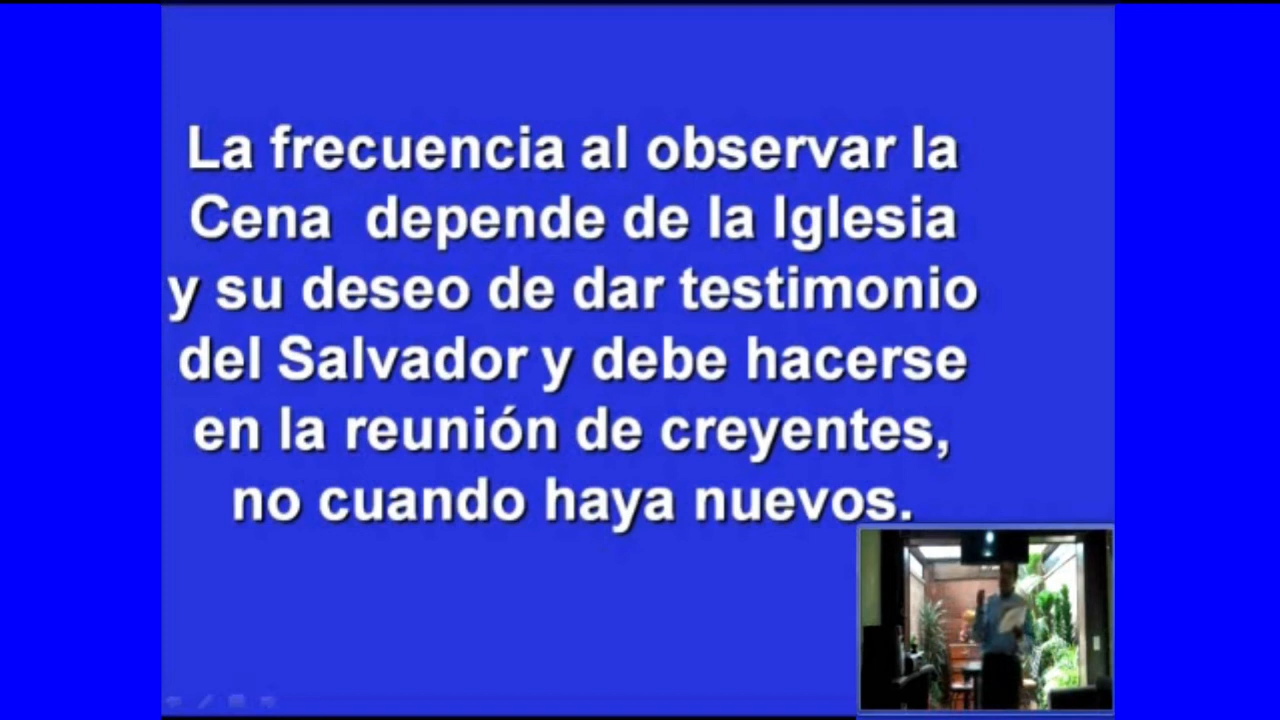 La frecuencia al observar la
Cena depende de la Iglesia
y su deseo de dar testimonio
del Salvador y debe hacerse
en la reunión de creyentes,
no cuando haya nuevos.